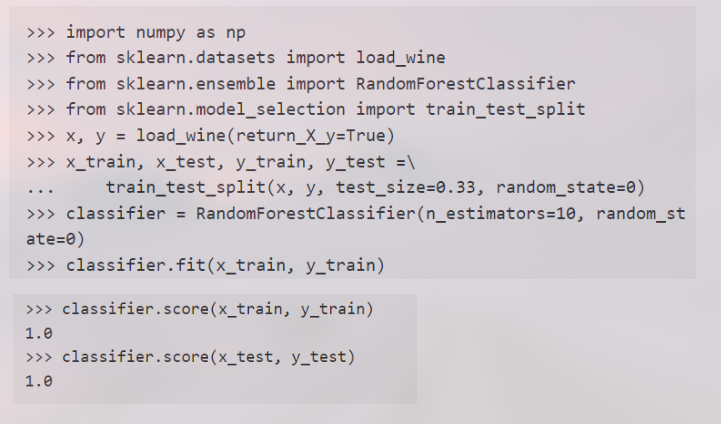 >>> import numpy as np
>>> from sklearn.datasets import load_wine
>>> from sklearn.ensemble import RandomForestClassifier
>>> from sklearn.model_selection import train_test_split
>>> x, y = load_wine(return_X_y=True)
>>> x_train, x_test, y_train, y_test =\
...     train_test_split(x, y, test_size=0.33, random_state=0)
>>> classifier = RandomForestClassifier(n_estimators=10, random_st
ate=0)
>>> classifier.fit(x_train, y_train)
>>> classifier.score(x_train, y_train)
1.0
>>> classifier.score(x_test, y_test)
1.0